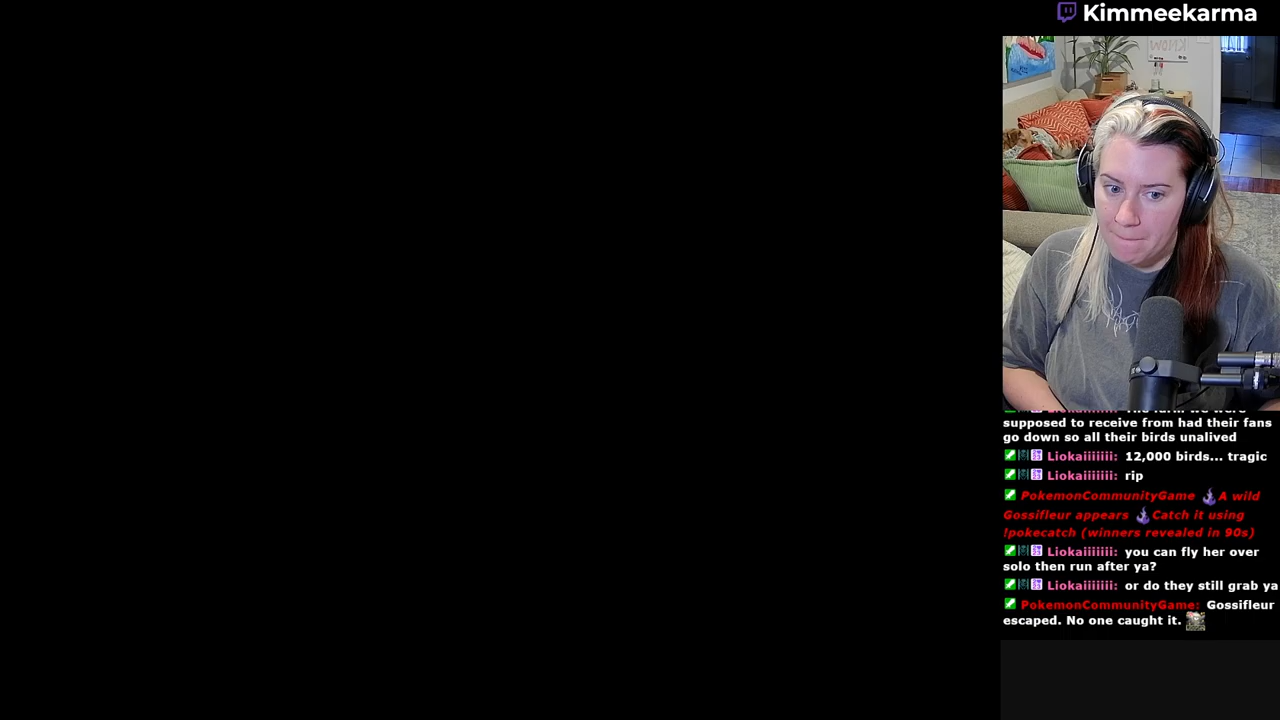 Kimmeekarma
supposed to receive from had their fans
go down so all their birds unalived
Liokaiiiiiii: 12,000 birds... tragic
Liokaiiiiiii: rip
PokemonCommunityGame A wild
Gossifleur appears Catch it using
!pokecatch (winners revealed in 90s)
Liokaiiiiiii: you can fly her over
solo then run after ya?
Liokaiiiiiii: or do they still grab ya
PokemonCommunityGame: Gossifleur
escaped. No one caught it.